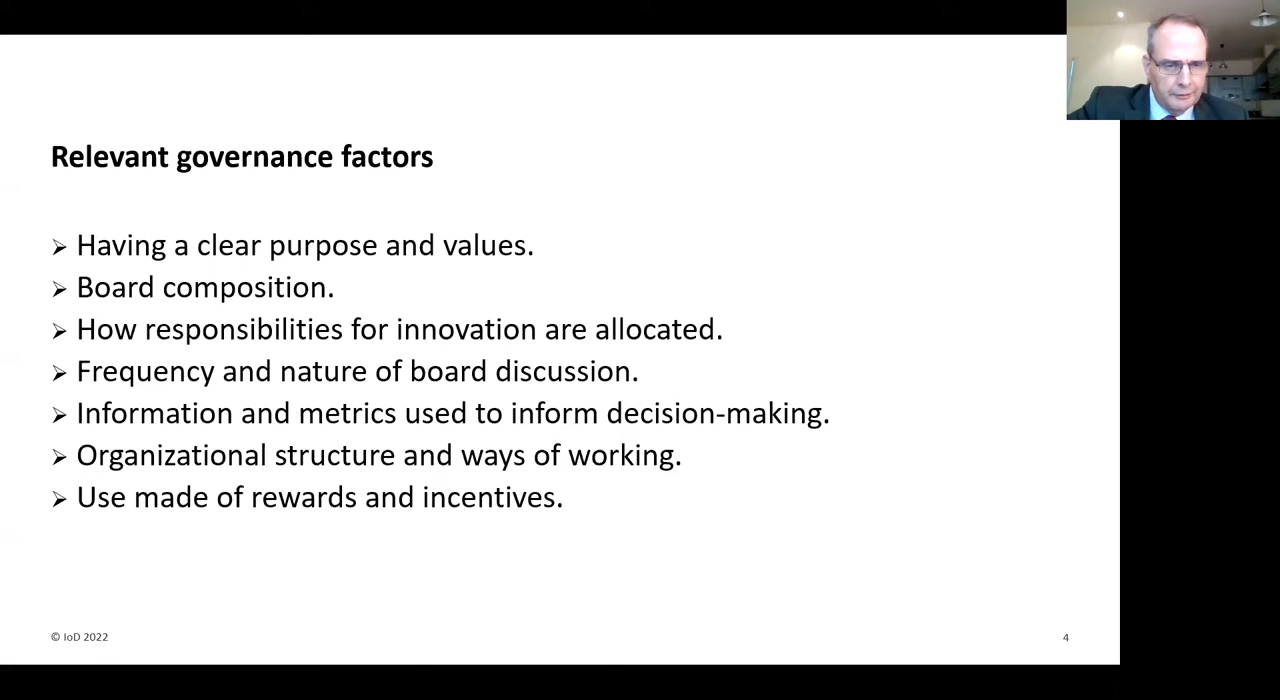 Relevant governance factors
➢ Having a clear purpose and values.
➢ Board composition.
➢ How responsibilities for innovation are allocated.
➢ Frequency and nature of board discussion.
➢ Information and metrics used to inform decision-making.
➢ Organizational structure and ways of working.
➢ Use made of rewards and incentives.
© IoD 2022
4